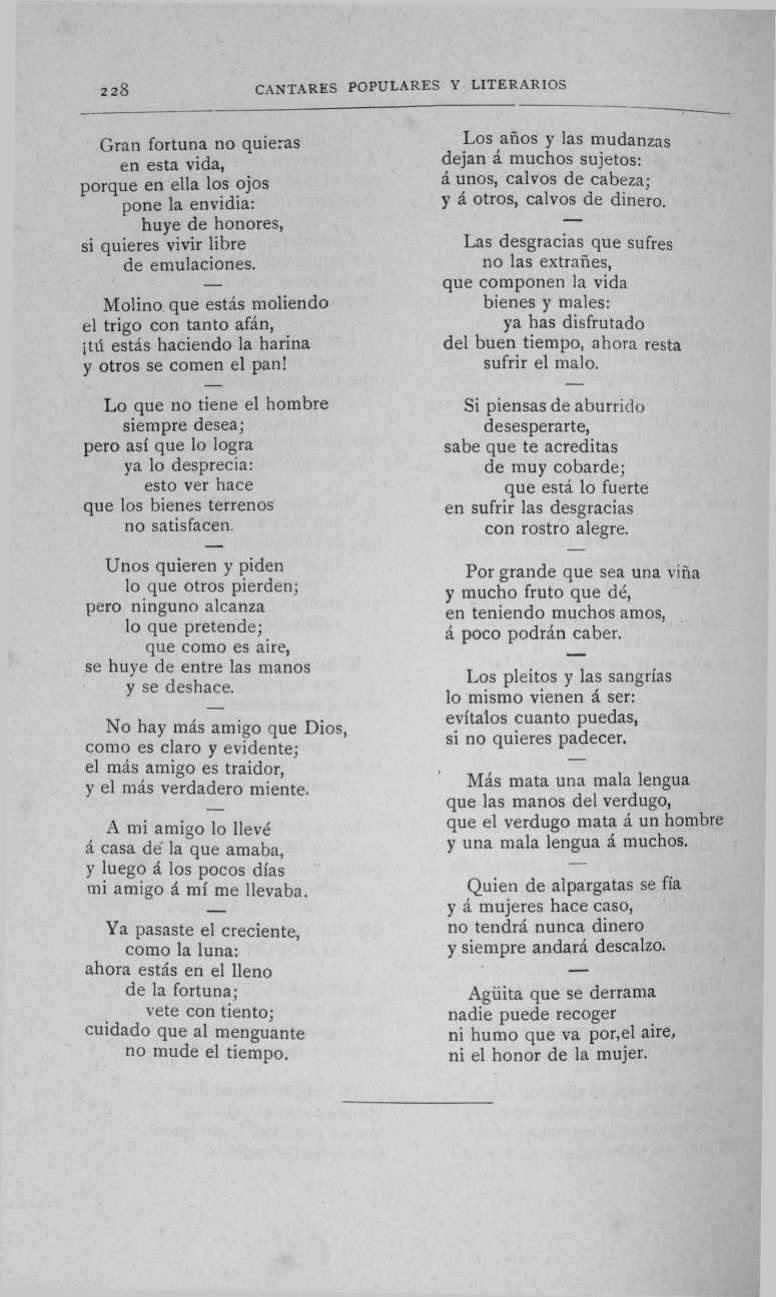 228
CANTARES POPULARES Y LITERARIOS
Gran fortuna no quieras
en esta vida,
porque en ella los ojos
pone la envidia:
huye de honores,
si quieres vivir libre
de emulaciones.
—
Molino que estás moliendo
el trigo con tanto afán,
¡tú estás haciendo la harina
y otros se comen el pan!
—
Lo que no tiene el hombre
siempre desea;
pero así que lo logra
ya lo desprecia:
esto ver hace
que los bienes terrenos
no satisfacen.
—
Unos quieren y piden
lo que otros pierden;
pero ninguno alcanza
lo que pretende;
que como es aire,
se huye de entre las manos
y se deshace.
—
No hay más amigo que Dios,
como es claro y evidente;
el más amigo es traidor,
y el más verdadero miente.
—
A mi amigo lo llevé
á casa de la que amaba,
y luego á los pocos días
mi amigo á mí me llevaba.
—
Ya pasaste el creciente,
como la luna:
ahora estás en el lleno
de la fortuna;
vete con tiento;
cuidado que al menguante
no mude el tiempo.
Los años y las mudanzas
dejan á muchos sujetos:
á unos, calvos de cabeza;
y á otros, calvos de dinero.
—
Las desgracias que sufres
no las extrañes,
que componen la vida
bienes y males:
ya has disfrutado
del buen tiempo, ahora resta
sufrir el malo.
—
Si piensas de aburrido
desesperarte,
sabe que te acreditas
de muy cobarde;
que está lo fuerte
en sufrir las desgracias
con rostro alegre.
—
Por grande que sea una viña
y mucho fruto que dé,
en teniendo muchos amos,
á poco podrán caber.
—
Los pleitos y las sangrías
lo mismo vienen á ser:
evítalos cuanto puedas,
si no quieres padecer.
—
Más mata una mala lengua
que las manos del verdugo,
que el verdugo mata á un hombre
y una mala lengua á muchos.
—
Quien de alpargatas se fía
y á mujeres hace caso,
no tendrá nunca dinero
y siempre andará descalzo.
—
Agüita que se derrama
nadie puede recoger
ni humo que va por,el aire,
ni el honor de la mujer.